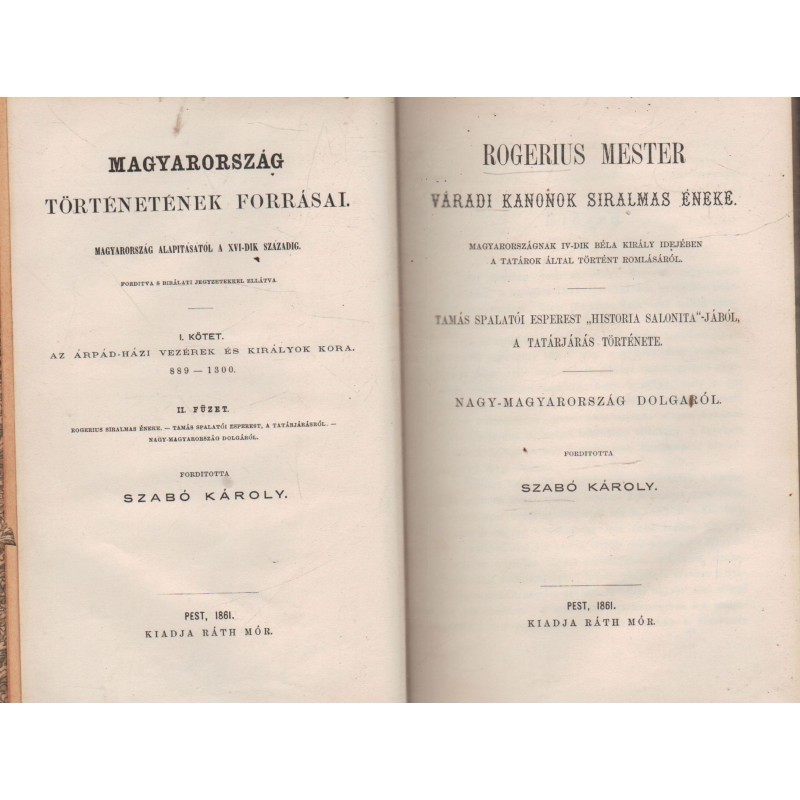 MAGYARORSZÁG
TÖRTÉNETÉNEK FORRÁSAI.
MAGYARORSZÁG ALAPITÁSÁTÓL A XVI-DIK SZÁZADIG.
FORDITVA S BIRÁLATI JEGYZETEKKEL ELLÁTVA
I. KÖTET.
AZ ÁRPÁD-HÁZI VEZÉREK ÉS KIRÁLYOK KORA.
889 — 1300.
II. FÜZET.
ROGERIUS SIRALMAS ÉNEKE. — TAMÁS SPALATÓI ESPEREST, A TATÁRJÁRÁSRÓL. —
NAGY-MAGYARORSZÁG DOLGÁRÓL.
FORDITOTTA
SZABÓ KÁROLY.
PEST, 1861.
KIADJA RÁTH MÓR.
ROGERIUS MESTER
VÁRADI KANONOK SIRALMAS ÉNEKE.
MAGYARORSZÁGNAK IV-DIK BÉLA KIRÁLY IDEJÉBEN
A TATÁROK ÁLTAL TÖRTÉNT ROMLÁSÁRÓL.
TAMÁS SPALATÓI ESPEREST „HISTORIA SALONITA"-JÁBÓL,
A TATÁRJÁRÁS TÖRTÉNETE.
NAGY-MAGYARORSZÁG DOLGARÓL.
FORDITOTTA
SZABÓ KÁROLY.
PEST, 1861.
KIADJA RÁTH MÓR.